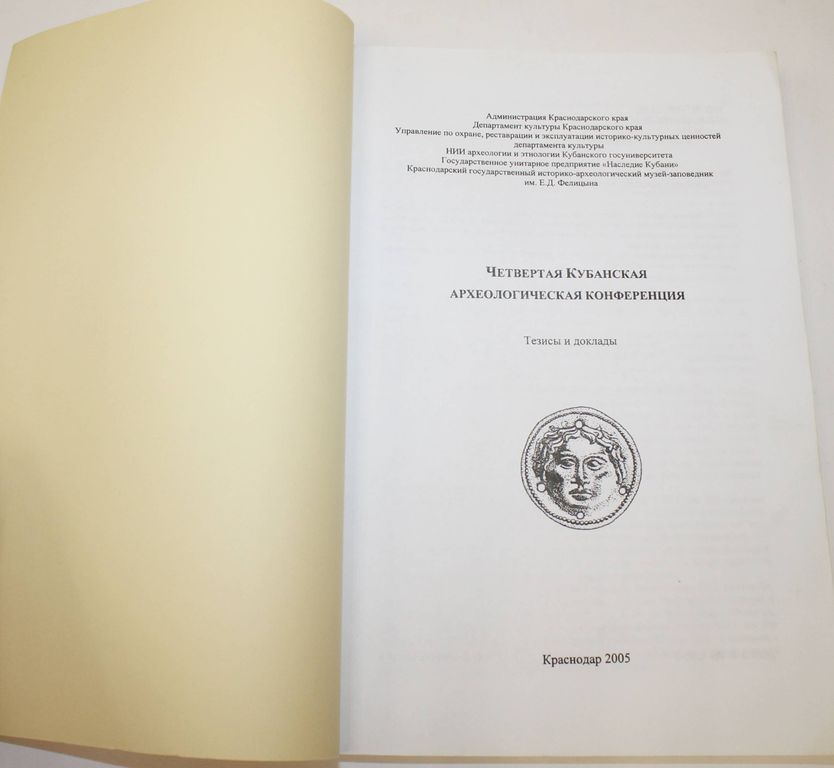 Администрация Краснодарского края
Департамент культуры Краснодарского края
Управление по охране, реставрации и эксплуатации историко-культурных ценностей
департамента культуры
НИИ археологии и этнологии Кубанского госуниверситета
Государственное унитарное предприятие «Наследие Кубани»
Краснодарский государственный историко-археологический музей-заповедник
им. Е.Д. Фелицына
ЧЕТВЕРТАЯ КУБАНСКАЯ
АРХЕОЛОГИЧЕСКАЯ КОНФЕРЕНЦИЯ
Тезисы и доклады
Краснодар 2005